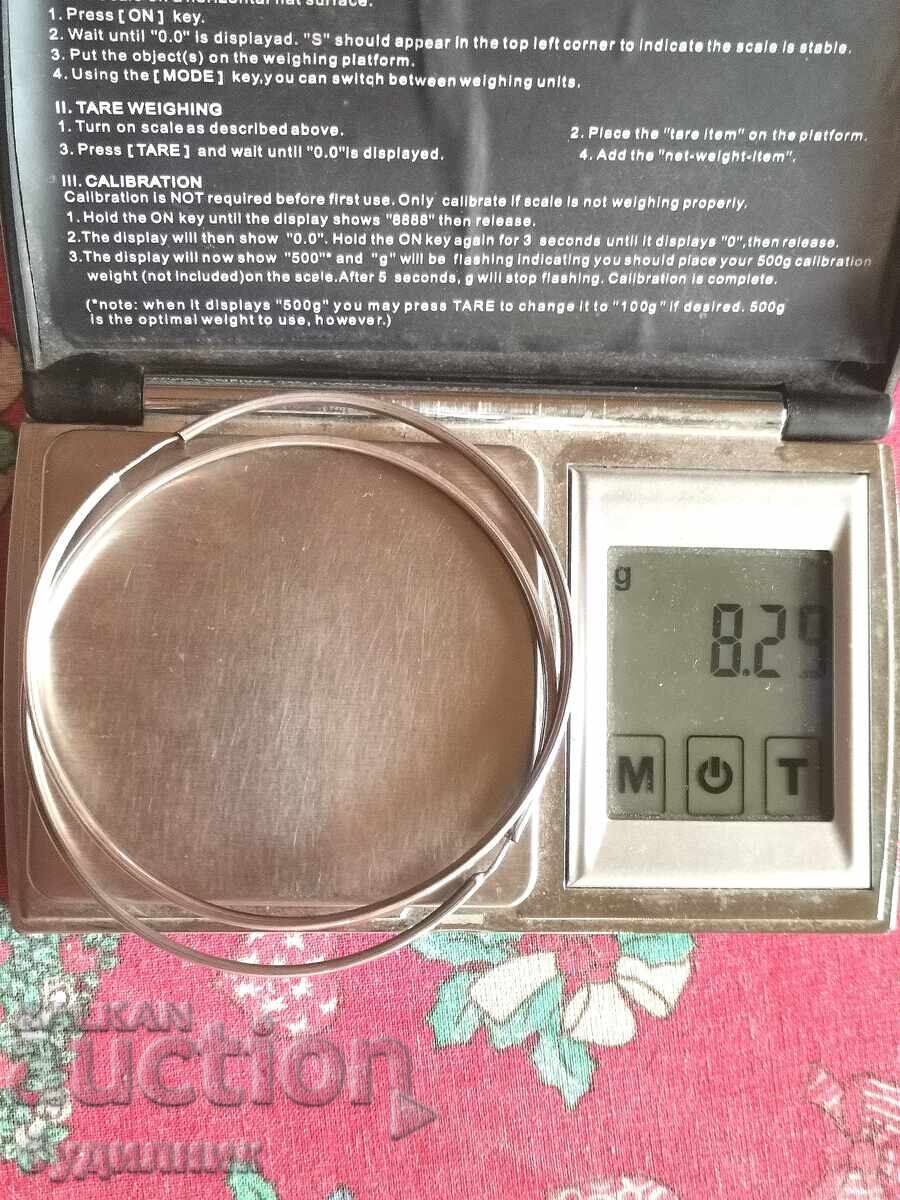 on a horizontal flat surface.
1. Press [ON] key.
2. Wait until "0.0" is displayad. "S" should appear in the top left corner to indicate the scale is stable.
3. Put the object(s) on the weighing platform.
4. Using the [MODE] key,you can switch between weighing units.
II. TARE WEIGHING
1. Turn on scale as described above.
2. Place the "tare item" on the platform.
3. Press [TARE] and wait until "0.0"is displayed.
4. Add the "net-weight-item".
III. CALIBRATION
Calibration is NOT required before first use. Only calibrate if scale is not weighing properly.
1. Hold the ON key until the display shows "8888" then release.
2.The display will then show "0.0". Hold the ON key again for 3 seconds until it displays "0",then release.
3.The display will now show "500"* and "g" will be flashing indicating you should place your 500g calibration
weight (not included)on the scale.After 5 seconds, g will stop flashing. Calibration is complete.
(*note: when it displays "500g" you may press TARE to change it to "100g" if desired. 500g
is the optimal weight to use, however.)
g
8.29
M T
BALKAN
auction
Будилник